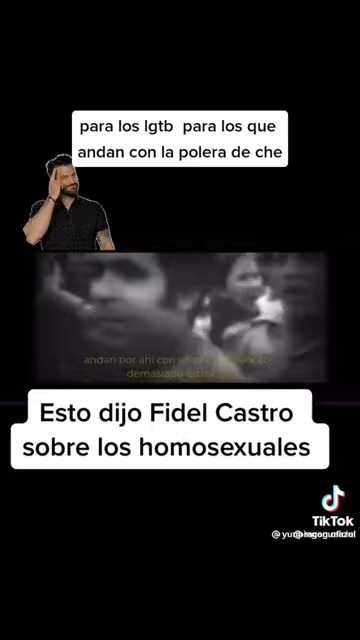 para los lgtb para los que
andan con la polera de che
andan por ahí con
Esto dijo Fidel Castro
sobre los homosexuales
TikTok